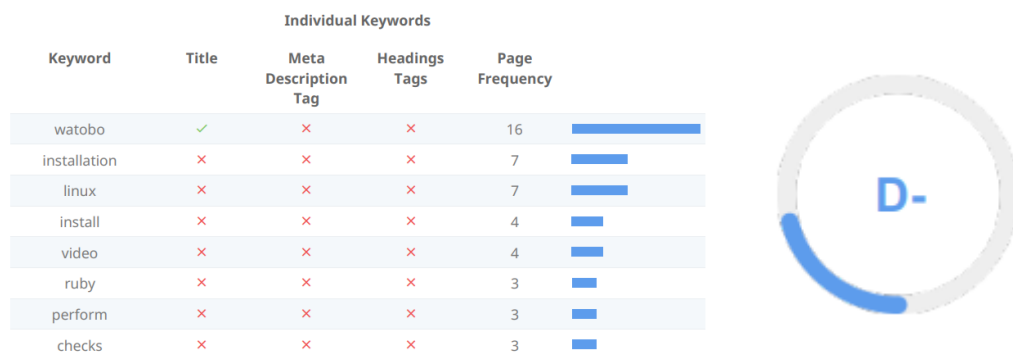 Individual Keywords
Keyword Title Meta Description Tag Headings Tags Page Frequency
watobo ✓ ✕ ✕ 16
installation ✕ ✕ ✕ 7
linux ✕ ✕ ✕ 7
install ✕ ✕ ✕ 4
video ✕ ✕ ✕ 4
ruby ✕ ✕ ✕ 3
perform ✕ ✕ ✕ 3
checks ✕ ✕ ✕ 3
D-